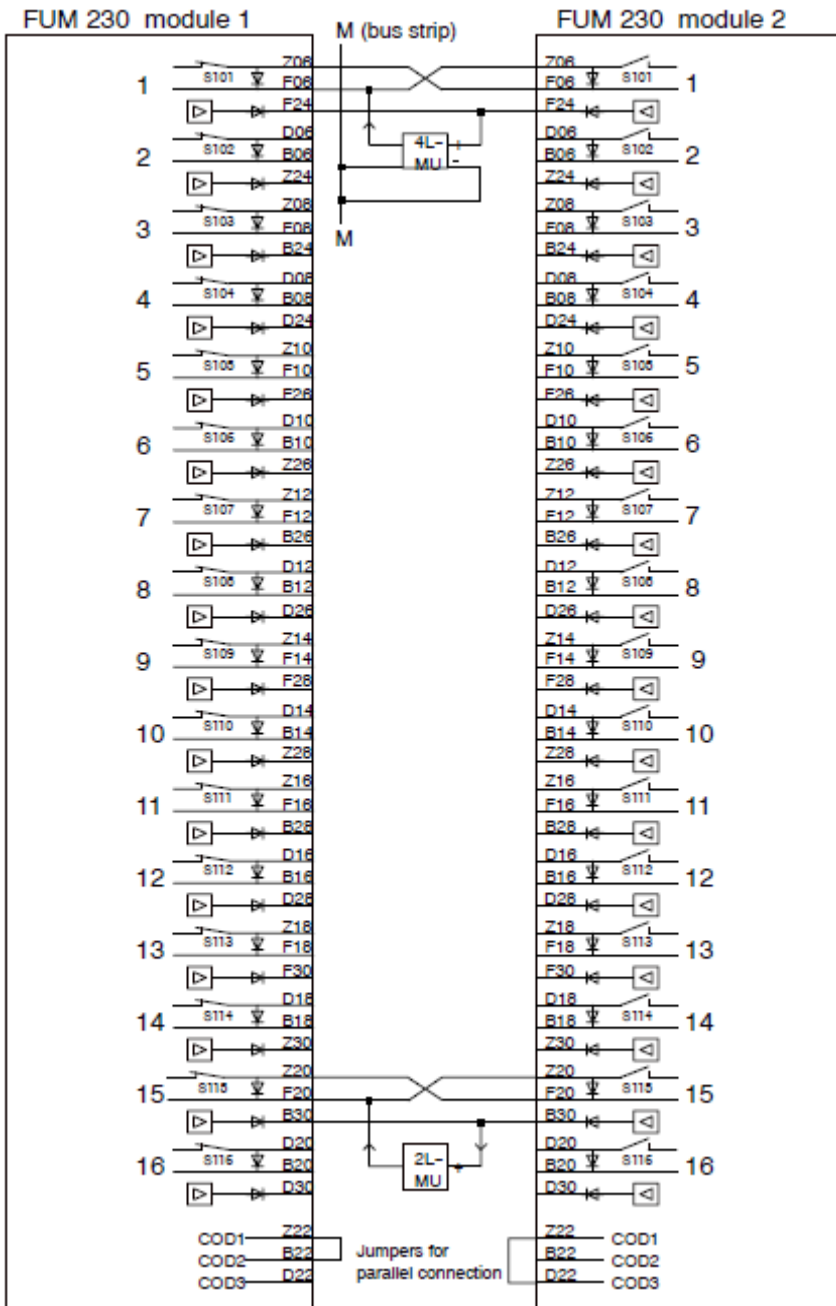 FUM 230 module 1 M (bus strip) FUM 230 module 2
Z06 Z06
1 S101 F06 F06 S101 1
F24 F24
D06 D06
2 S102 B06 4L- + B06 S102 2
MU -
Z24 Z24
Z08 Z08
3 S103 F08 F08 S103 3
M
B24 B24
D08 D08
4 S104 B08 B08 S104 4
D24 D24
Z10 Z10
5 S105 F10 F10 S105 5
F26 F26
D10 D10
6 S106 B10 B10 S106 6
Z26 Z26
Z12 Z12
7 S107 F12 F12 S107 7
B26 B26
D12 D12
8 S108 B12 B12 S108 8
D26 D26
Z14 Z14
9 S109 F14 F14 S109 9
F28 F28
D14 D14
10 S110 B14 B14 S110 10
Z28 Z28
Z16 Z16
11 S111 F16 F16 S111 11
B28 B28
D16 D16
12 S112 B16 B16 S112 12
D28 D28
Z18 Z18
13 S113 F18 F18 S113 13
F30 F30
D18 D18
14 S114 B18 B18 S114 14
Z30 Z30
Z20 Z20
15 S115 F20 F20 S115 15
B30 B30
D20 D20
16 S116 B20 2L- + B20 S116 16
MU
D30 D30
COD1 Z22 Z22 COD1
COD2 B22 Jumpers for B22 COD2
COD3 D22 parallel connection D22 COD3